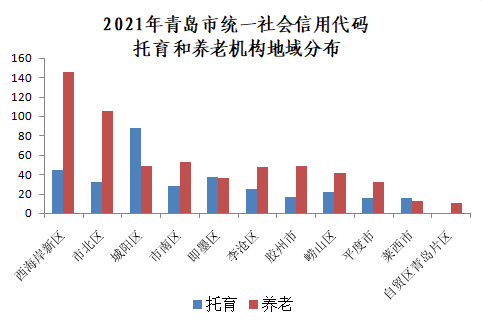 2021年青岛市统一社会信用代码
托育和养老机构地域分布
160
140
120
100
80
60
40
20
0
西海岸新区
市北区
城阳区
市南区
即墨区
李沧区
胶州市
崂山区
平度市
莱西市
自贸区青岛片区
托育
养老